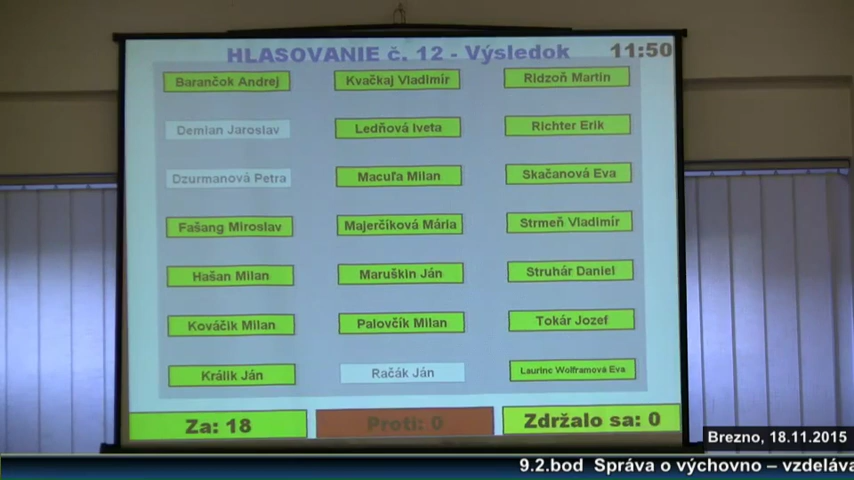 HLASOVANIE č. 12 - Výsledok 11:50
Barančok Andrej
Kvačkaj Vladimír
Ridzoň Martin
Demian Jaroslav
Ledňová Iveta
Richter Erik
Dzurmanová Petra
Macuľa Milan
Skačanová Eva
Fašang Miroslav
Majerčíková Mária
Strmeň Vladimír
Hašan Milan
Maruškin Ján
Struhár Daniel
Kováčik Milan
Palovčík Milan
Tokár Jozef
Králik Ján
Račák Ján
Laurinc Wolframová Eva
Za: 18
Proti: 0
Zdržalo sa: 0
Brezno, 18.11.2015
9.2.bod Správa o výchovno – vzdeláva